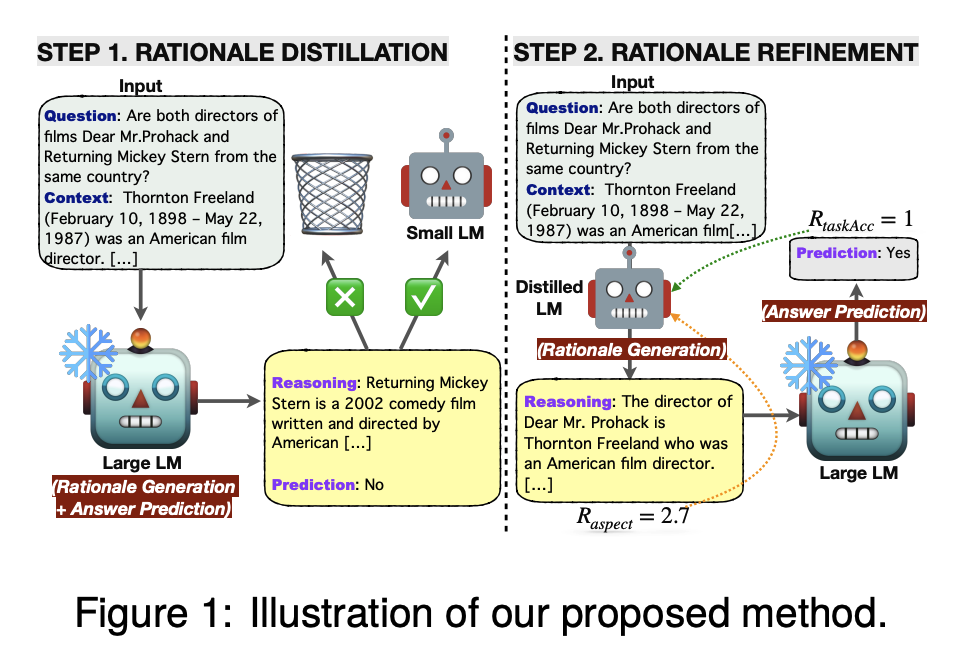 STEP 1. RATIONALE DISTILLATION
Input
Question: Are both directors of
films Dear Mr.Prohack and
Returning Mickey Stern from the
same country?
Context: Thornton Freeland
(February 10, 1898 – May 22,
1987) was an American film
director. [...]
Small LM
Large LM
(Rationale Generation
+ Answer Prediction)
Reasoning: Returning Mickey
Stern is a 2002 comedy film
written and directed by
American [...]
Prediction: No
STEP 2. RATIONALE REFINEMENT
Input
Question: Are both directors of
films Dear Mr.Prohack and
Returning Mickey Stern from the
same country?
Context: Thornton Freeland
(February 10, 1898 – May 22,
1987) was an American film[...]
Distilled
LM
(Rationale Generation)
Reasoning: The director of
Dear Mr. Prohack is
Thornton Freeland who was
an American film director.
[...]
R_aspect = 2.7
R_taskAcc = 1
Prediction: Yes
(Answer Prediction)
Large LM
Figure 1: Illustration of our proposed method.